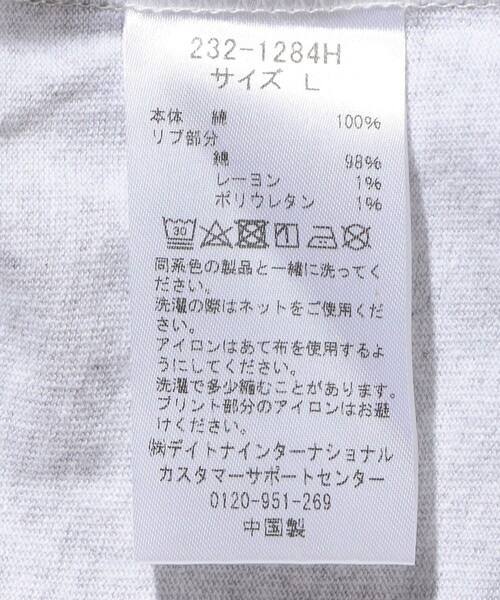 232-1284H
サイズ L
本体 綿 100%
リブ部分
綿 98%
レーヨン 1%
ポリウレタン 1%
30
同系色の製品と一緒に洗ってく
ださい。
洗濯の際はネットをご使用くだ
さい。
アイロンはあて布を使用するよ
うにしてください。
洗濯で多少縮むことがあります。
プリント部分のアイロンはお避
けください。
㈱デイトナインターナショナル
カスタマーサポートセンター
0120-951-269
中国製